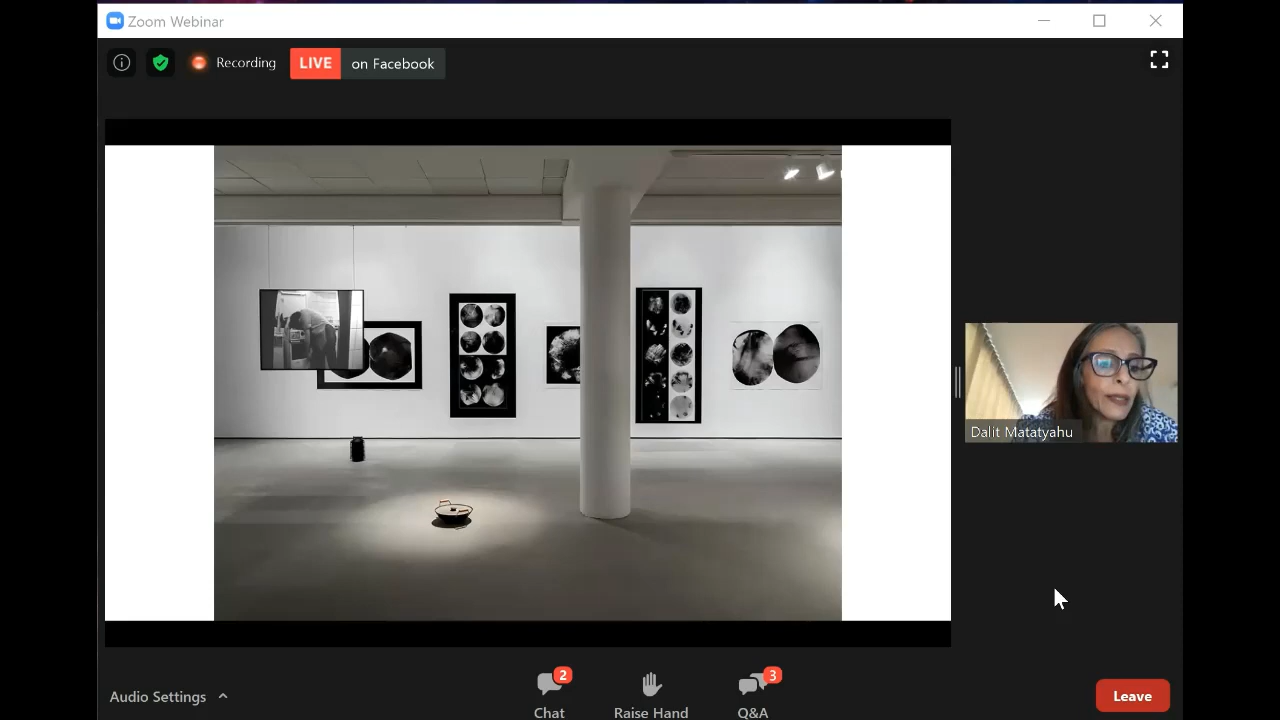 Zoom Webinar
Recording
LIVE on Facebook
Dalit Matatyahu
Audio Settings
2
Chat
Raise Hand
3
Q&A
Leave